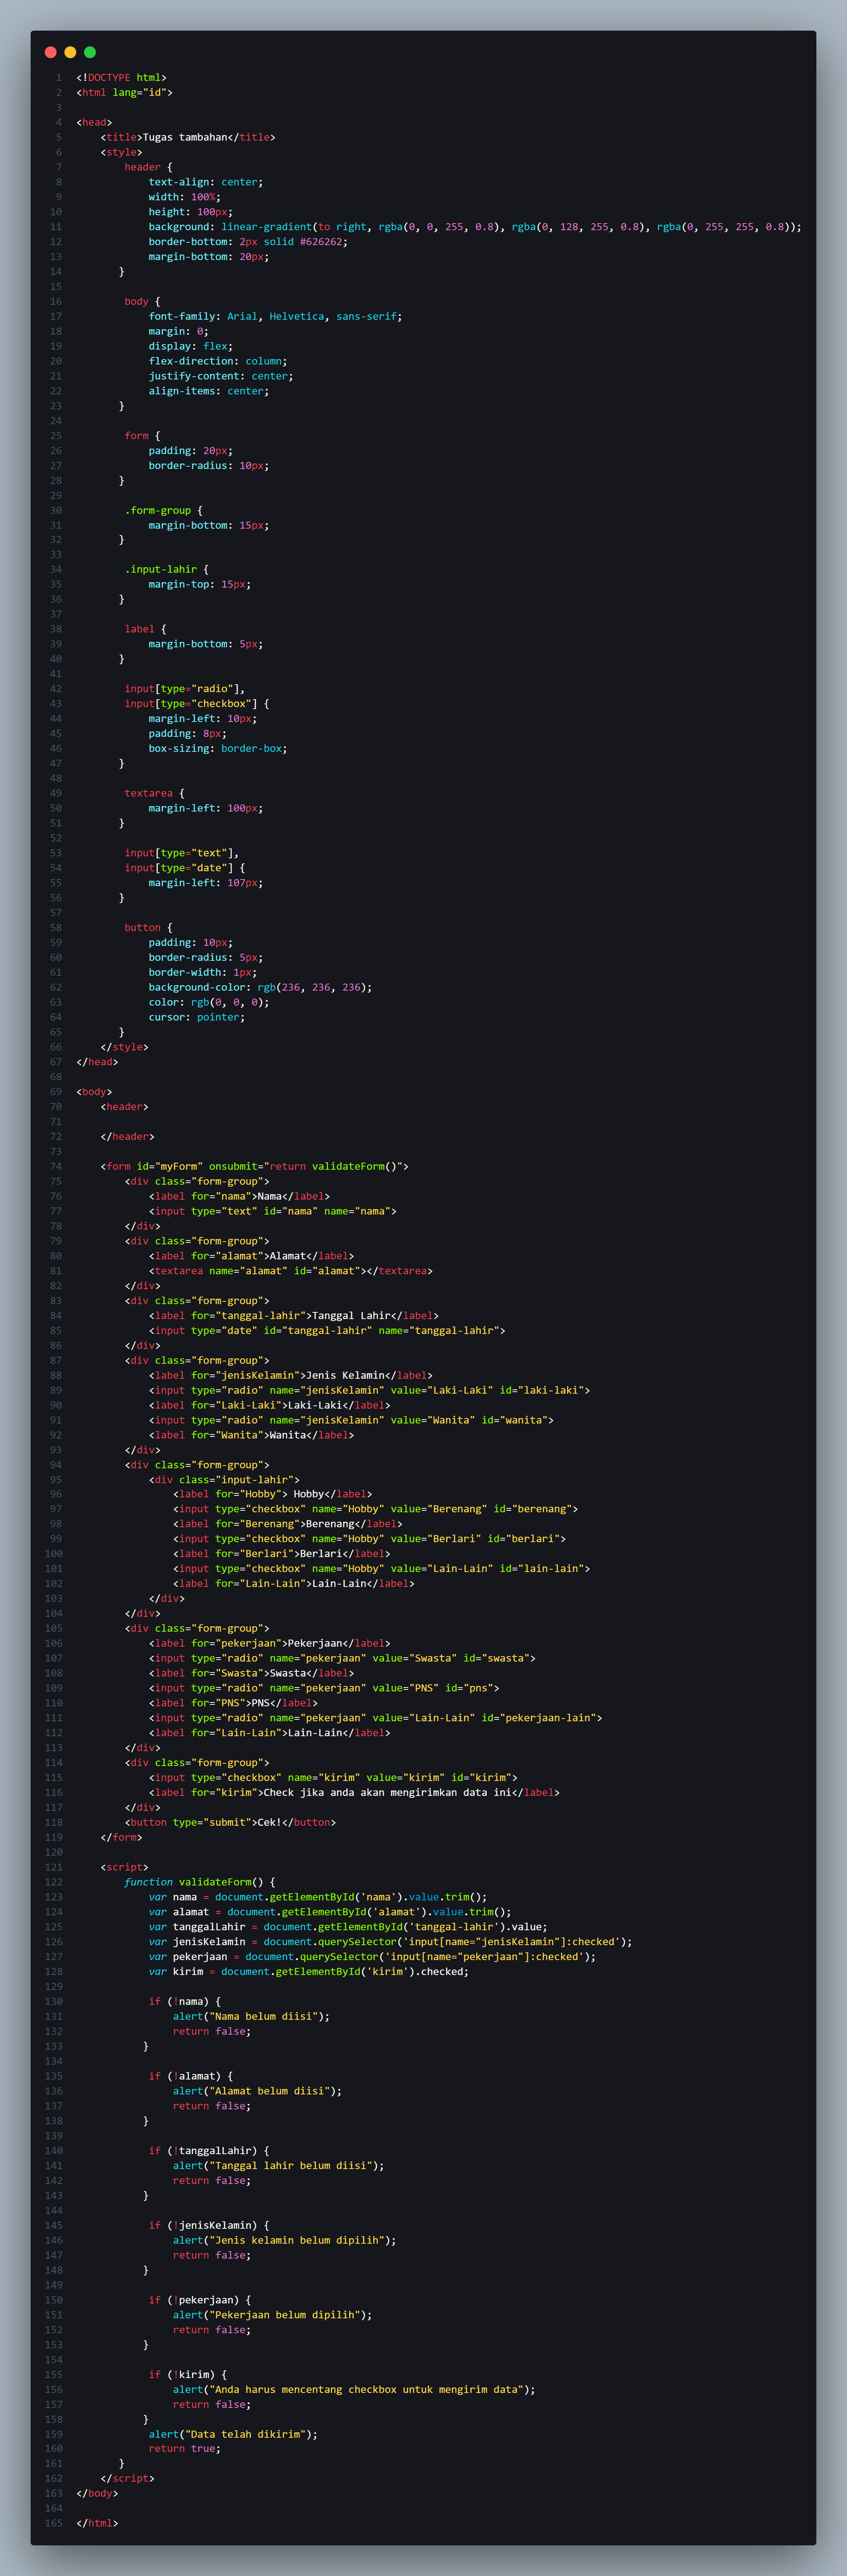 1 <!DOCTYPE html>
2 <html lang="id">
3
4 <head>
5     <title>Tugas tambahan</title>
6     <style>
7         header {
8             text-align: center;
9             width: 100%;
10             height: 100px;
11             background: linear-gradient(to right, rgba(0, 0, 255, 0.8), rgba(0, 128, 255, 0.8), rgba(0, 255, 255, 0.8));
12             border-bottom: 2px solid #626262;
13             margin-bottom: 20px;
14         }
15
16         body {
17             font-family: Arial, Helvetica, sans-serif;
18             margin: 0;
19             display: flex;
20             flex-direction: column;
21             justify-content: center;
22             align-items: center;
23         }
24
25         form {
26             padding: 20px;
27             border-radius: 10px;
28         }
29
30         .form-group {
31             margin-bottom: 15px;
32         }
33
34         .input-lahir {
35             margin-top: 15px;
36         }
37
38         label {
39             margin-bottom: 5px;
40         }
41
42         input[type="radio"],
43         input[type="checkbox"] {
44             margin-left: 10px;
45             padding: 8px;
46             box-sizing: border-box;
47         }
48
49         textarea {
50             margin-left: 100px;
51         }
52
53         input[type="text"],
54         input[type="date"] {
55             margin-left: 107px;
56         }
57
58         button {
59             padding: 10px;
60             border-radius: 5px;
61             border-width: 1px;
62             background-color: rgb(236, 236, 236);
63             color: rgb(0, 0, 0);
64             cursor: pointer;
65         }
66     </style>
67 </head>
68
69 <body>
70     <header>
71
72     </header>
73
74     <form id="myForm" onsubmit="return validateForm()">
75         <div class="form-group">
76             <label for="nama">Nama</label>
77             <input type="text" id="nama" name="nama">
78         </div>
79         <div class="form-group">
80             <label for="alamat">Alamat</label>
81             <textarea name="alamat" id="alamat"></textarea>
82         </div>
83         <div class="form-group">
84             <label for="tanggal-lahir">Tanggal Lahir</label>
85             <input type="date" id="tanggal-lahir" name="tanggal-lahir">
86         </div>
87         <div class="form-group">
88             <label for="jenisKelamin">Jenis Kelamin</label>
89             <input type="radio" name="jenisKelamin" value="Laki-Laki" id="laki-laki">
90             <label for="Laki-Laki">Laki-Laki</label>
91             <input type="radio" name="jenisKelamin" value="Wanita" id="wanita">
92             <label for="Wanita">Wanita</label>
93         </div>
94         <div class="form-group">
95             <div class="input-lahir">
96                 <label for="Hobby"> Hobby</label>
97                 <input type="checkbox" name="Hobby" value="Berenang" id="berenang">
98                 <label for="Berenang">Berenang</label>
99                 <input type="checkbox" name="Hobby" value="Berlari" id="berlari">
100                 <label for="Berlari">Berlari</label>
101                 <input type="checkbox" name="Hobby" value="Lain-Lain" id="lain-lain">
102                 <label for="Lain-Lain">Lain-Lain</label>
103             </div>
104         </div>
105         <div class="form-group">
106             <label for="pekerjaan">Pekerjaan</label>
107             <input type="radio" name="pekerjaan" value="Swasta" id="swasta">
108             <label for="Swasta">Swasta</label>
109             <input type="radio" name="pekerjaan" value="PNS" id="pns">
110             <label for="PNS">PNS</label>
111             <input type="radio" name="pekerjaan" value="Lain-Lain" id="pekerjaan-lain">
112             <label for="Lain-Lain">Lain-Lain</label>
113         </div>
114         <div class="form-group">
115             <input type="checkbox" name="kirim" value="kirim" id="kirim">
116             <label for="kirim">Check jika anda akan mengirimkan data ini</label>
117         </div>
118         <button type="submit">Cek!</button>
119     </form>
120
121     <script>
122         function validateForm() {
123             var nama = document.getElementById('nama').value.trim();
124             var alamat = document.getElementById('alamat').value.trim();
125             var tanggalLahir = document.getElementById('tanggal-lahir').value;
126             var jenisKelamin = document.querySelector('input[name="jenisKelamin"]:checked');
127             var pekerjaan = document.querySelector('input[name="pekerjaan"]:checked');
128             var kirim = document.getElementById('kirim').checked;
129
130             if (!nama) {
131                 alert("Nama belum diisi");
132                 return false;
133             }
134
135             if (!alamat) {
136                 alert("Alamat belum diisi");
137                 return false;
138             }
139
140             if (!tanggalLahir) {
141                 alert("Tanggal lahir belum diisi");
142                 return false;
143             }
144
145             if (!jenisKelamin) {
146                 alert("Jenis kelamin belum dipilih");
147                 return false;
148             }
149
150             if (!pekerjaan) {
151                 alert("Pekerjaan belum dipilih");
152                 return false;
153             }
154
155             if (!kirim) {
156                 alert("Anda harus mencentang checkbox untuk mengirim data");
157                 return false;
158             }
159             alert("Data telah dikirim");
160             return true;
161         }
162     </script>
163 </body>
164
165 </html>